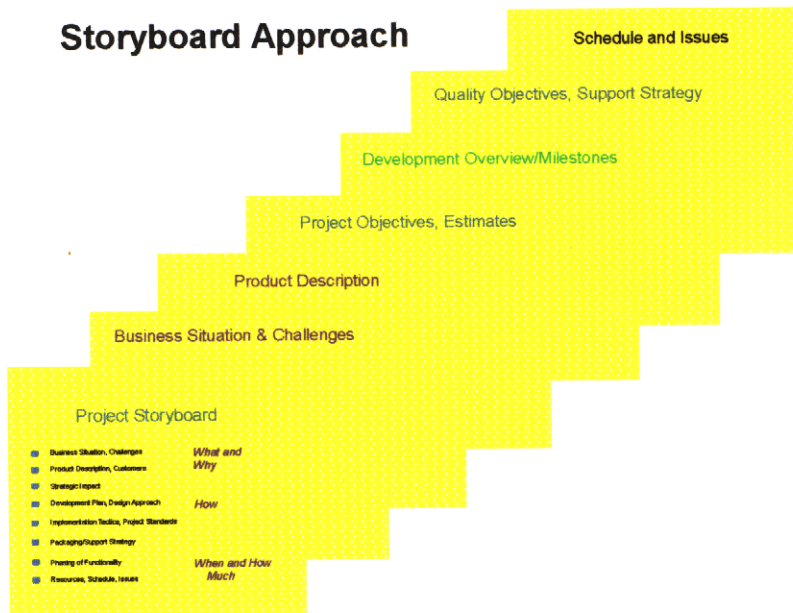 Storyboard Approach
Schedule and Issues
Quality Objectives, Support Strategy
Development Overview/Milestones
Project Objectives, Estimates
Product Description
Business Situation & Challenges
Project Storyboard
Business Situation, Challenges
Product Description, Customers
Strategic Impact
Development Plan, Design Approach
Implementation Tactics, Project Standards
Packaging/Support Strategy
Phasing of Functionality
Resources, Schedule, Issues
What and
Why
How
When and How
Much